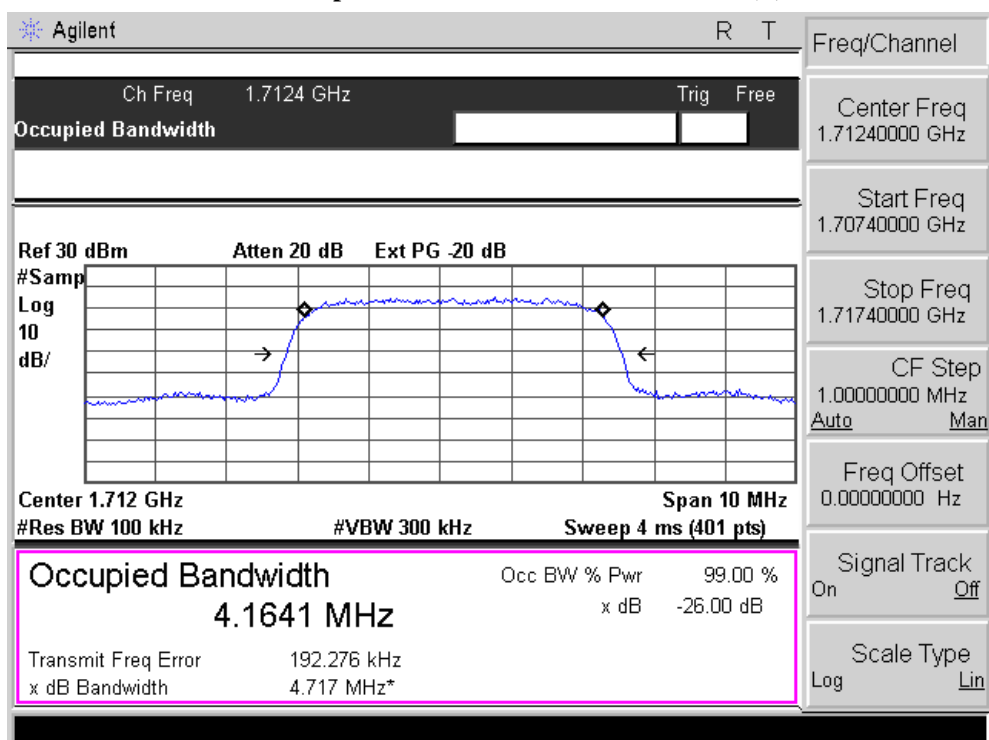 Agilent R T
Freq/Channel
Ch Freq 1.7124 GHz Trig Free
Occupied Bandwidth
Center Freq
1.71240000 GHz
Start Freq
1.70740000 GHz
Stop Freq
1.71740000 GHz
CF Step
1.00000000 MHz
Auto Man
Freq Offset
0.00000000 Hz
Signal Track
On Off
Scale Type
Log Lin
Ref 30 dBm Atten 20 dB Ext PG -20 dB
#Samp
Log
10
dB/
Center 1.712 GHz Span 10 MHz
#Res BW 100 kHz #VBW 300 kHz Sweep 4 ms (401 pts)
Occupied Bandwidth Occ BW % Pwr 99.00 %
4.1641 MHz x dB -26.00 dB
Transmit Freq Error 192.276 kHz
x dB Bandwidth 4.717 MHz*